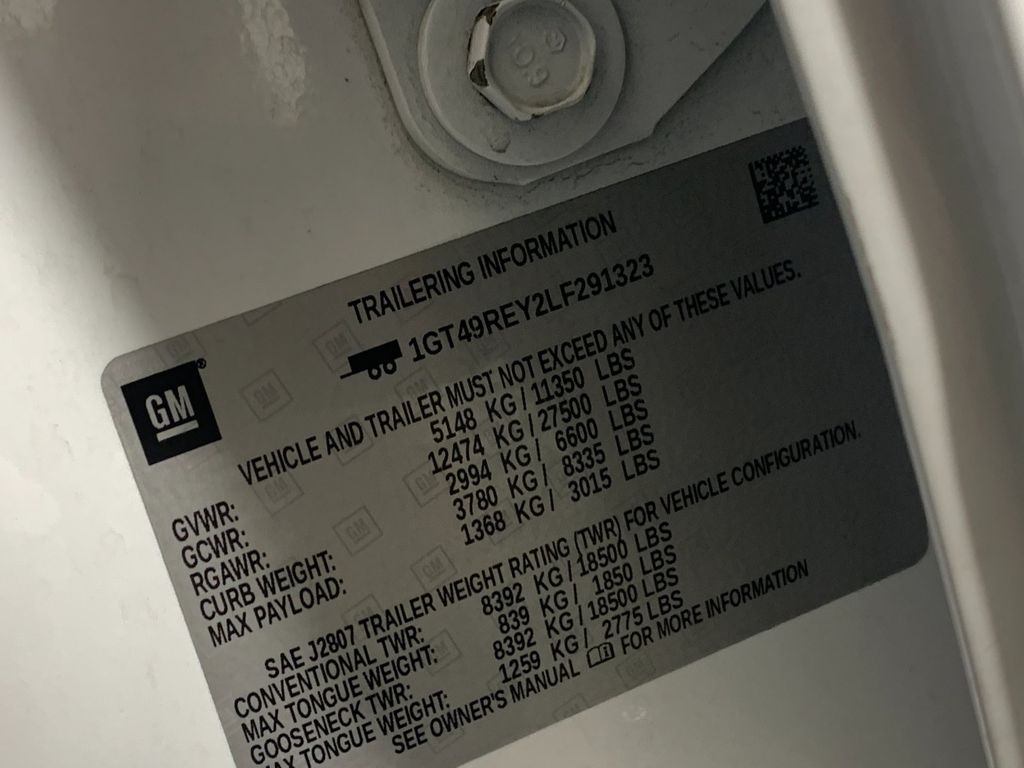 10.9
TRAILERING INFORMATION
GM®
1GT49REY2LF291323
VEHICLE AND TRAILER MUST NOT EXCEED ANY OF THESE VALUES.
GVWR: 5148 KG / 11350 LBS
GCWR: 12474 KG / 27500 LBS
RGAWR: 2994 KG / 6600 LBS
CURB WEIGHT: 3780 KG / 8335 LBS
MAX PAYLOAD: 1368 KG / 3015 LBS
SAE J2807 TRAILER WEIGHT RATING (TWR) FOR VEHICLE CONFIGURATION.
CONVENTIONAL TWR: 8392 KG / 18500 LBS
MAX TONGUE WEIGHT: 839 KG / 1850 LBS
GOOSENECK TWR: 8392 KG / 18500 LBS
MAX TONGUE WEIGHT: 1259 KG / 2775 LBS
SEE OWNER'S MANUAL FOR MORE INFORMATION